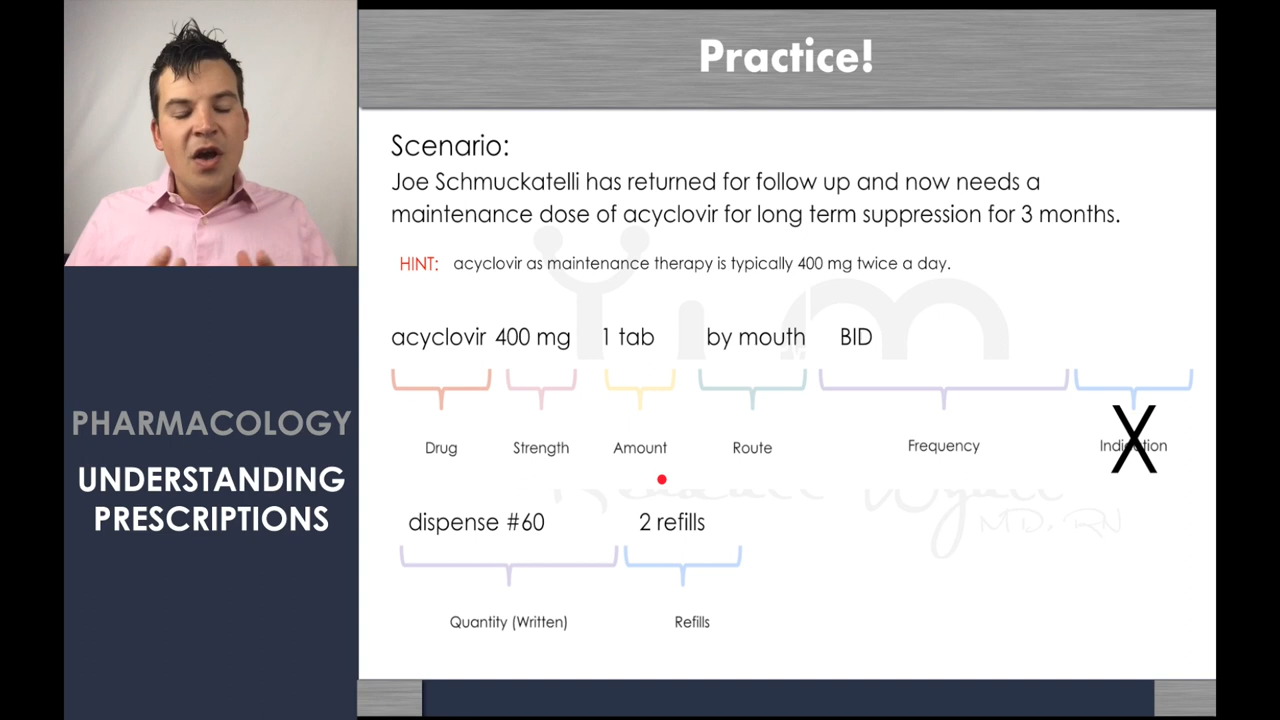 Practice!
Scenario:
Joe Schmuckatelli has returned for follow up and now needs a
maintenance dose of acyclovir for long term suppression for 3 months.
HINT: acyclovir as maintenance therapy is typically 400 mg twice a day.
acyclovir 400 mg 1 tab by mouth BID
Drug Strength Amount Route Frequency Indication
PHARMACOLOGY
UNDERSTANDING
PRESCRIPTIONS
dispense #60 2 refills
MD, RN
Quantity (Written) Refills